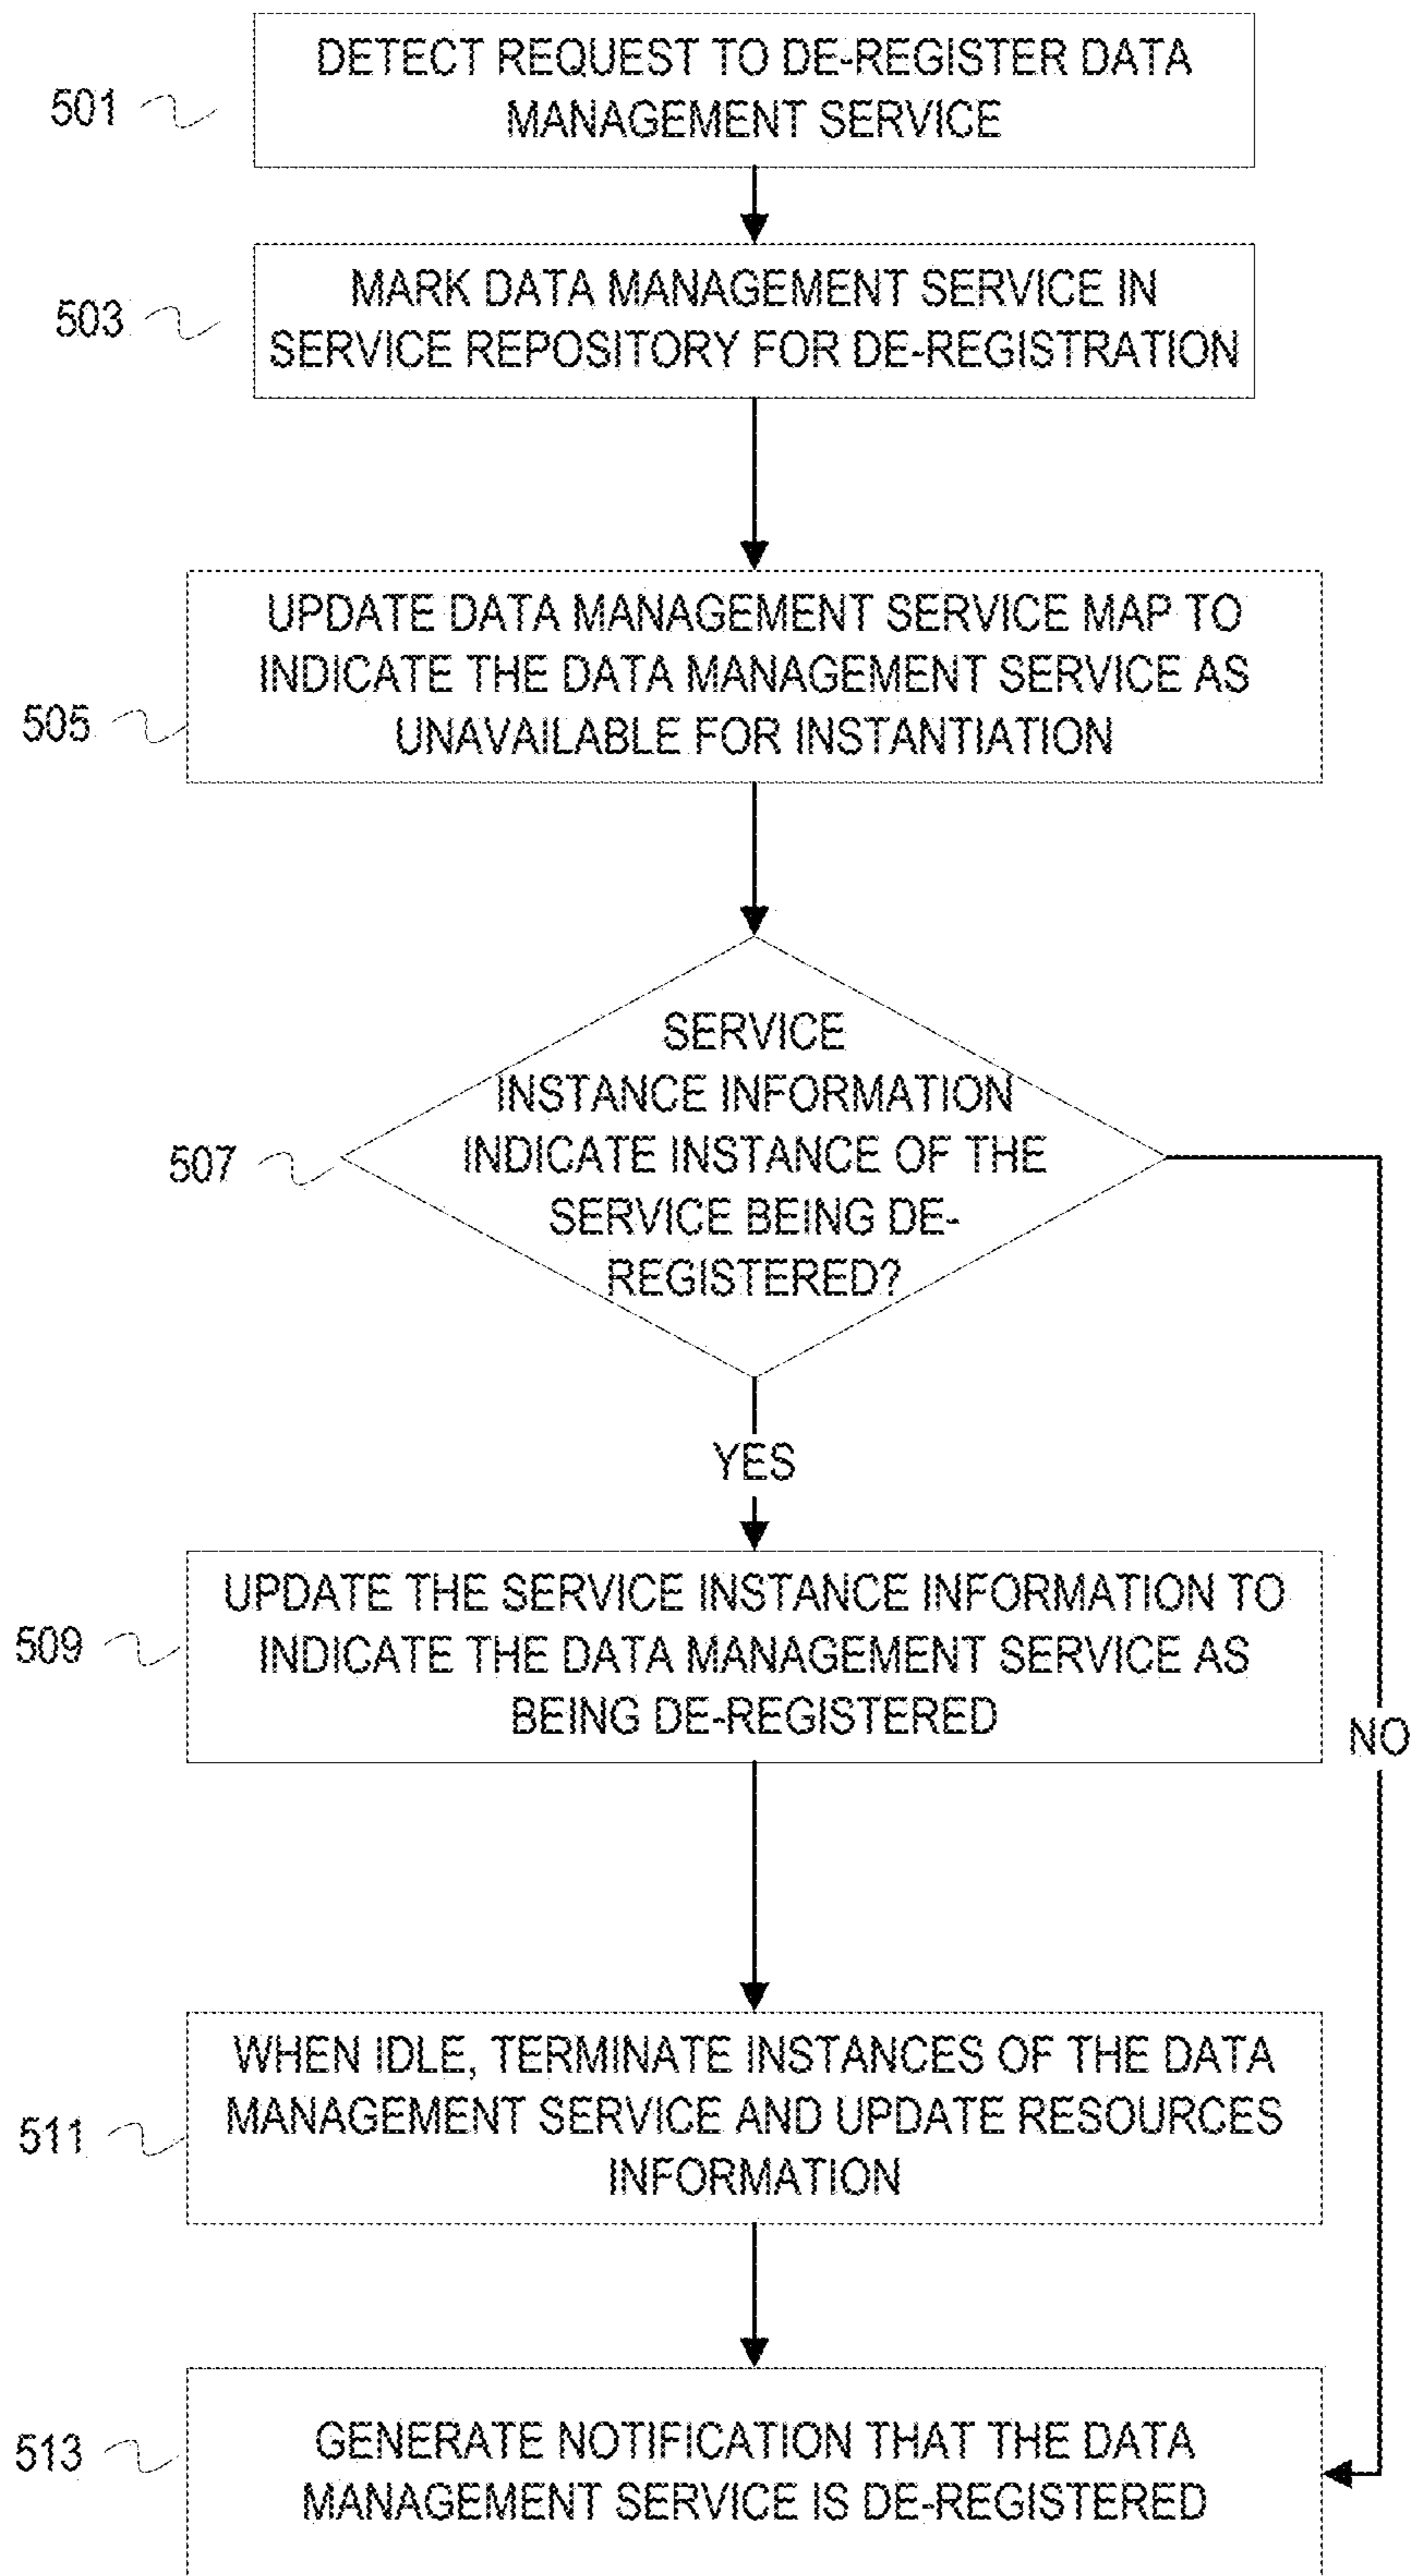 501
DETECT REQUEST TO DE-REGISTER DATA
MANAGEMENT SERVICE
503
MARK DATA MANAGEMENT SERVICE IN
SERVICE REPOSITORY FOR DE-REGISTRATION
505
UPDATE DATA MANAGEMENT SERVICE MAP TO
INDICATE THE DATA MANAGEMENT SERVICE AS
UNAVAILABLE FOR INSTANTIATION
507
SERVICE
INSTANCE INFORMATION
INDICATE INSTANCE OF THE
SERVICE BEING DE-
REGISTERED?
YES
NO
509
UPDATE THE SERVICE INSTANCE INFORMATION TO
INDICATE THE DATA MANAGEMENT SERVICE AS
BEING DE-REGISTERED
511
WHEN IDLE, TERMINATE INSTANCES OF THE DATA
MANAGEMENT SERVICE AND UPDATE RESOURCES
INFORMATION
513
GENERATE NOTIFICATION THAT THE DATA
MANAGEMENT SERVICE IS DE-REGISTERED